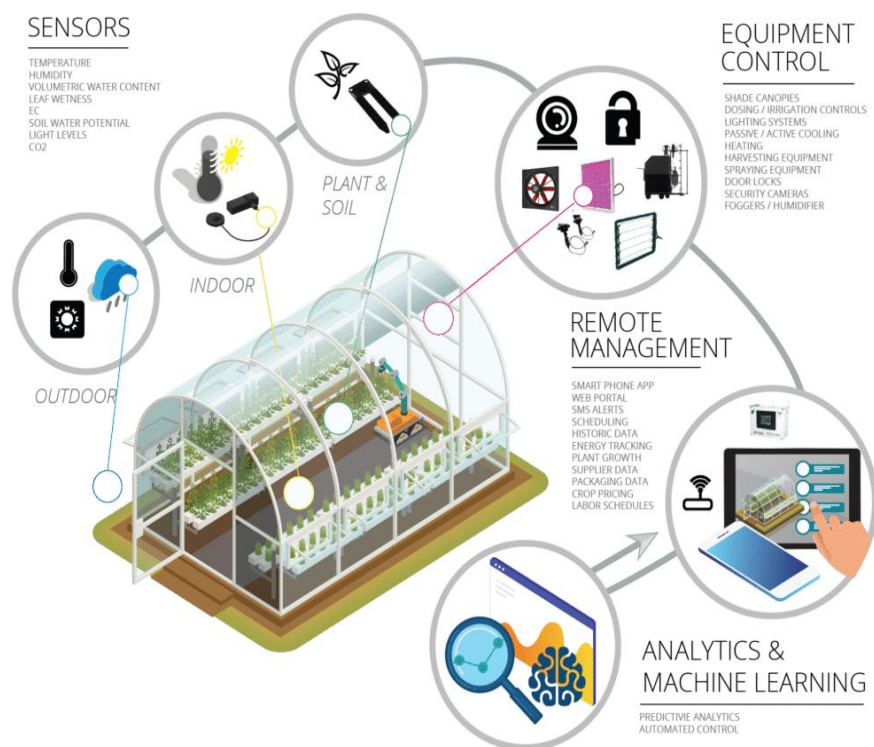 SENSORS
TEMPERATURE
HUMIDITY
VOLUMETRIC WATER CONTENT
LEAF WETNESS
EC
SOIL WATER POTENTIAL
LIGHT LEVELS
CO2
PLANT &
SOIL
INDOOR
OUTDOOR
EQUIPMENT
CONTROL
SHADE CANOPIES
DOSING / IRRIGATION CONTROLS
LIGHTING SYSTEMS
PASSIVE / ACTIVE COOLING
HEATING
HARVESTING EQUIPMENT
SPRAYING EQUIPMENT
DOOR LOCKS
SECURITY CAMERAS
FOGGERS / HUMIDIFIER
REMOTE
MANAGEMENT
SMART PHONE APP
WEB PORTAL
SMS ALERTS
SCHEDULING
HISTORIC DATA
ENERGY TRACKING
PLANT GROWTH
SUPPLIER DATA
PACKAGING DATA
CROP PRICING
LABOR SCHEDULES
ANALYTICS &
MACHINE LEARNING
PREDICTIVIE ANALYTICS
AUTOMATED CONTROL